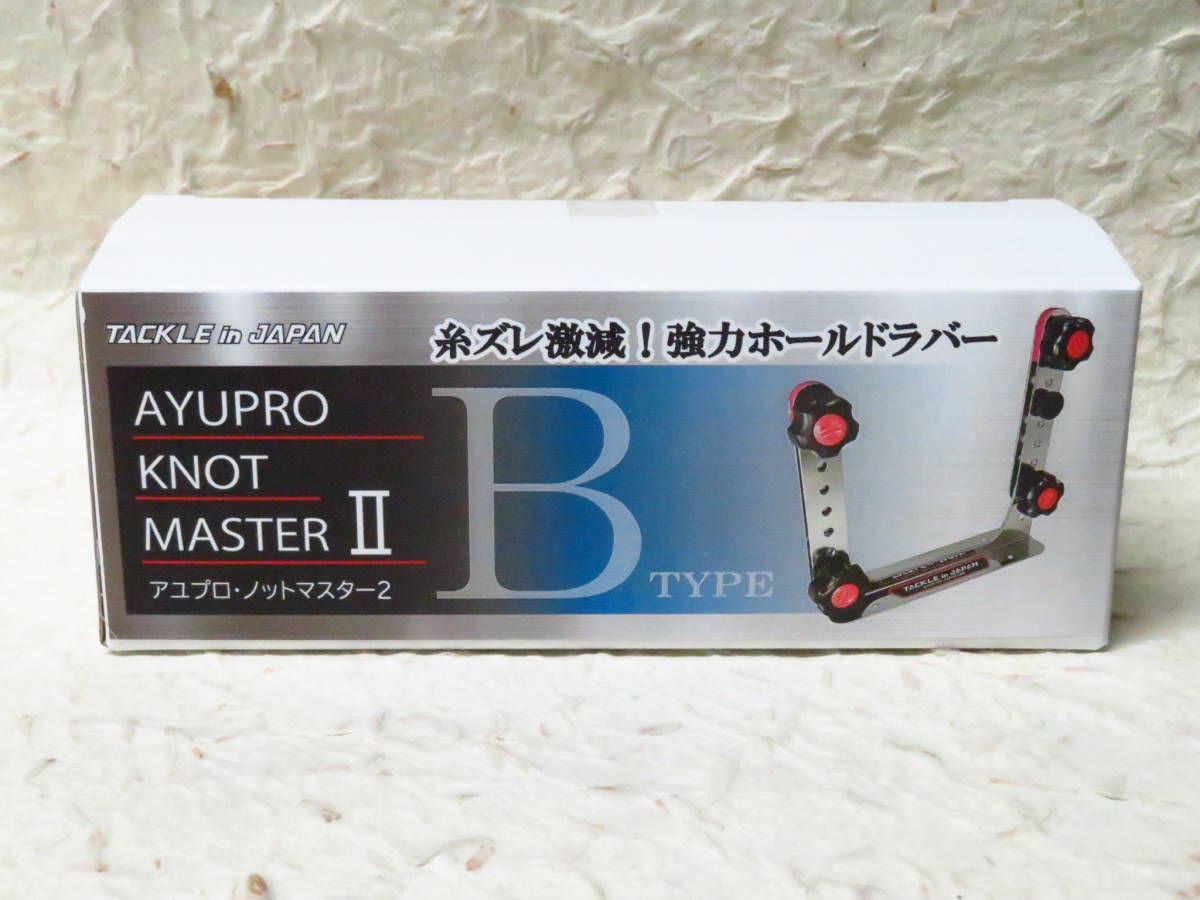 TACKLE in JAPAN
糸ズレ激減！強力ホールドラバー
AYUPRO
KNOT
MASTER Ⅱ
アユプロ・ノットマスター2
B TYPE
TACKLE in JAPAN